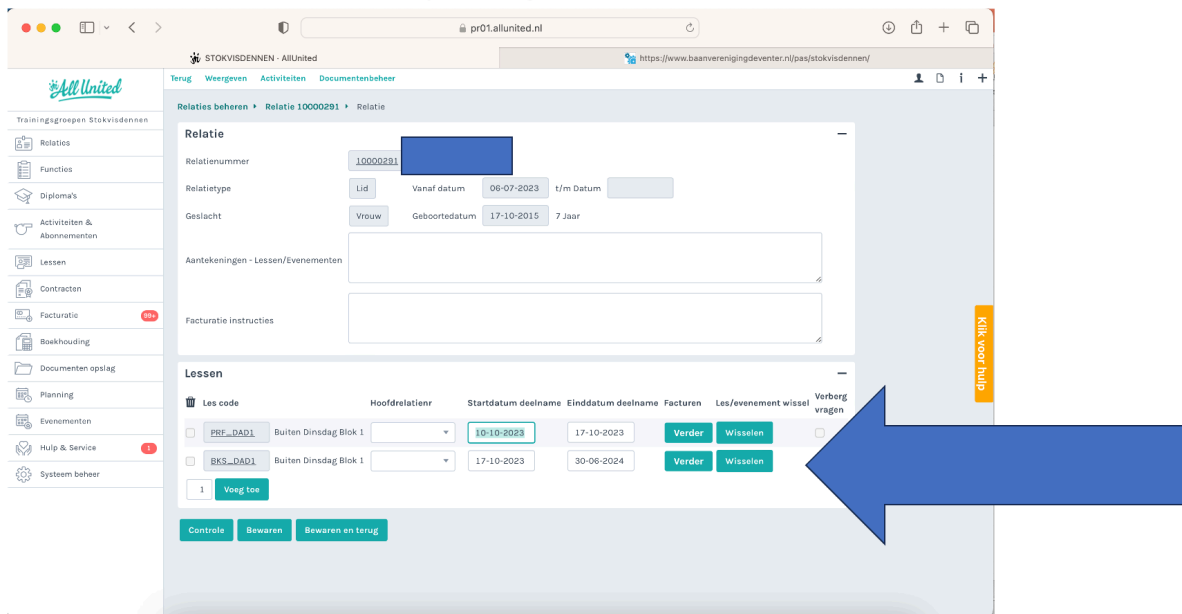 pr01.allunited.nl
STOKVISDENNEN - AllUnited
https://www.baanverenigingdeventer.nl/pas/stokvisdennen/
All United
Terug Weergeven Activiteiten Documentenbeheer
Trainingsgroepen Stokvisdennen
Relaties
Functies
Diploma's
Activiteiten &
Abonnementen
Lessen
Contracten
Facturatie 99+
Boekhouding
Documenten opslag
Planning
Evenementen
Hulp & Service 1
Systeem beheer
Relaties beheren Relatie 10000291 Relatie
Relatie
Relatienummer 10000291
Relatietype Lid Vanaf datum 06-07-2023 t/m Datum
Geslacht Vrouw Geboortedatum 17-10-2015 7 Jaar
Aantekeningen - Lessen/Evenementen
Facturatie instructies
Lessen
Les code Hoofdrelatienr Startdatum deelname Einddatum deelname Facturen Les/evenement wissel Verberg
vragen
PRF_DAD1 Buiten Dinsdag Blok 1 10-10-2023 17-10-2023 Verder Wisselen
BKS_DAD1 Buiten Dinsdag Blok 1 17-10-2023 30-06-2024 Verder Wisselen
1 Voeg toe
Controle Bewaren Bewaren en terug
Klik voor hulp